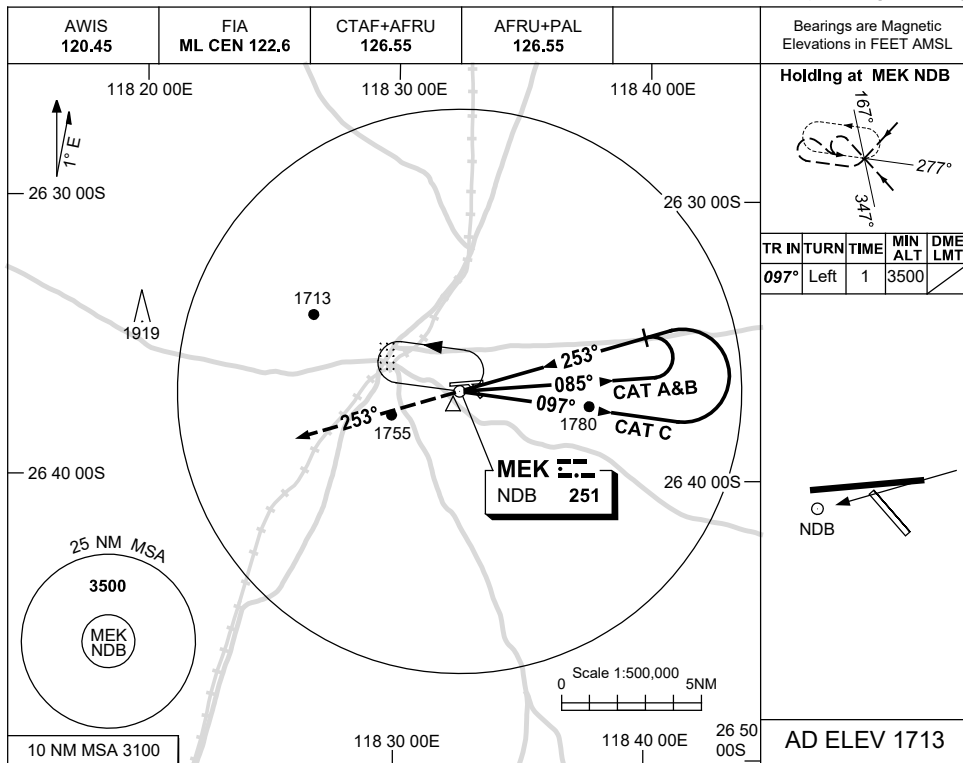 AWIS
120.45
FIA
ML CEN 122.6
CTAF+AFRU
126.55
AFRU+PAL
126.55
Bearings are Magnetic
Elevations in FEET AMSL
118 20 00E
118 30 00E
118 40 00E
1° E
26 30 00S
26 30 00S
Holding at MEK NDB
167°
277°
347°
TR IN
TURN
TIME
MIN
ALT
DME
LMT
097°
Left
1
3500
1713
1919
253°
085°
CAT A&B
097°
1780
CAT C
253°
1755
MEK
NDB 251
26 40 00S
26 40 00S
NDB
25 NM MSA
3500
MEK
NDB
Scale 1:500,000
0
5NM
10 NM MSA 3100
118 30 00E
118 40 00E
26 50
00S
AD ELEV 1713